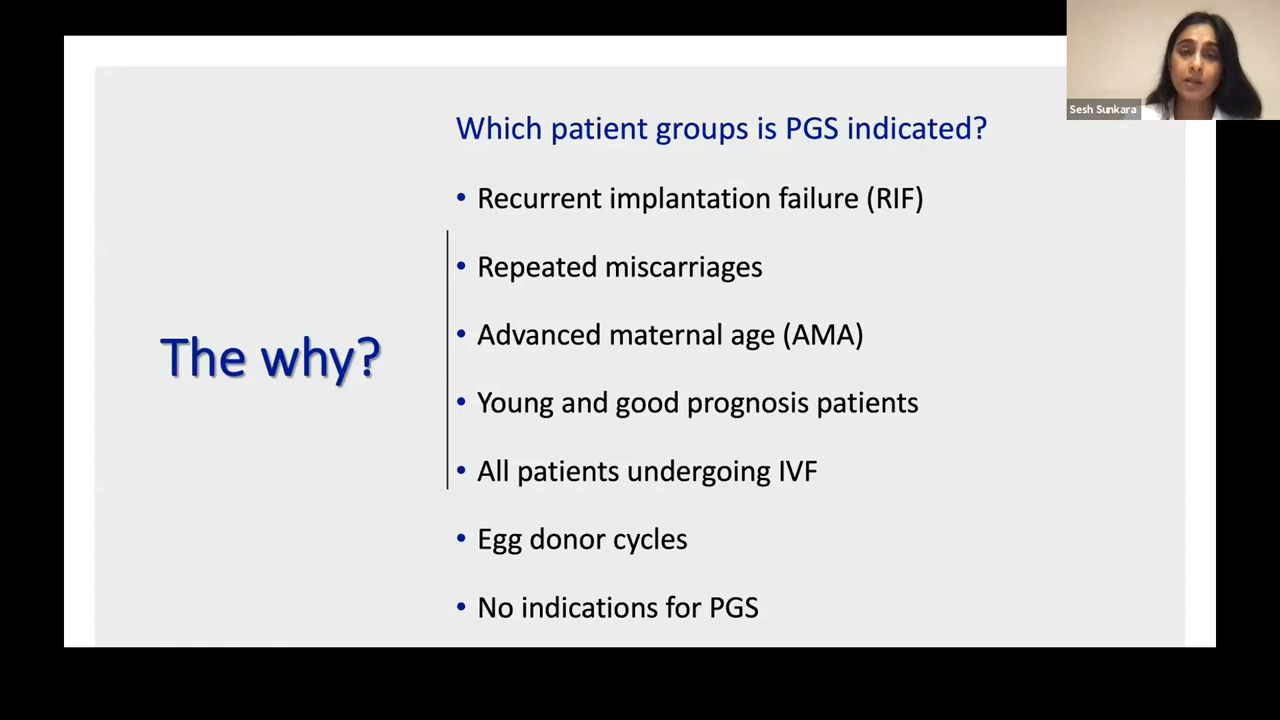 Sesh Sunkara
Which patient groups is PGS indicated?
• Recurrent implantation failure (RIF)
• Repeated miscarriages
• Advanced maternal age (AMA)
The why?
• Young and good prognosis patients
• All patients undergoing IVF
• Egg donor cycles
• No indications for PGS